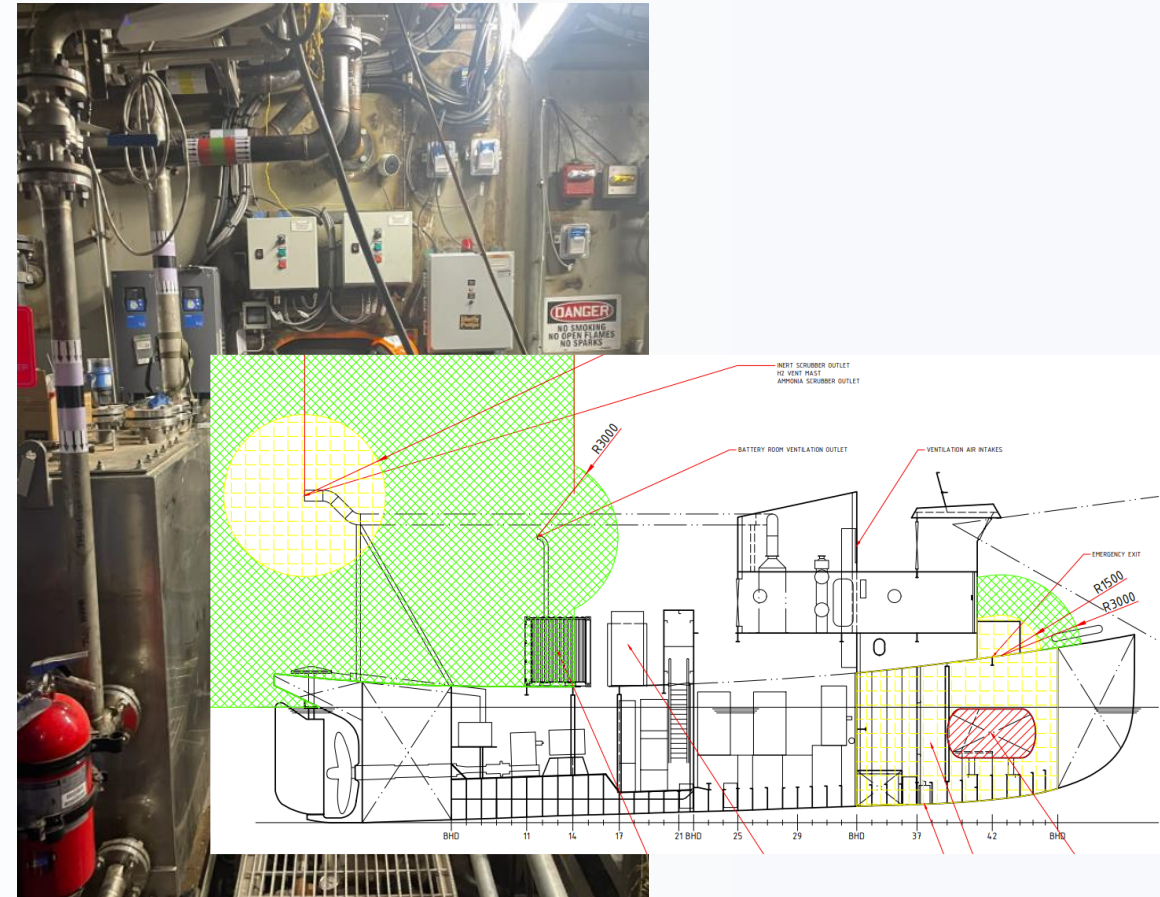 DANGER
NO SMOKING
NO OPEN FLAMES
NO SPARKS
INERT SCRUBBER OUTLET
H2 VENT MAST
AMMONIA SCRUBBER OUTLET
R3000
BATTERY ROOM VENTILATION OUTLET
VENTILATION AIR INTAKES
EMERGENCY EXIT
R1500
R3000
BHD
11
14
17
21
BHD
25
29
BHD
37
42
BHD